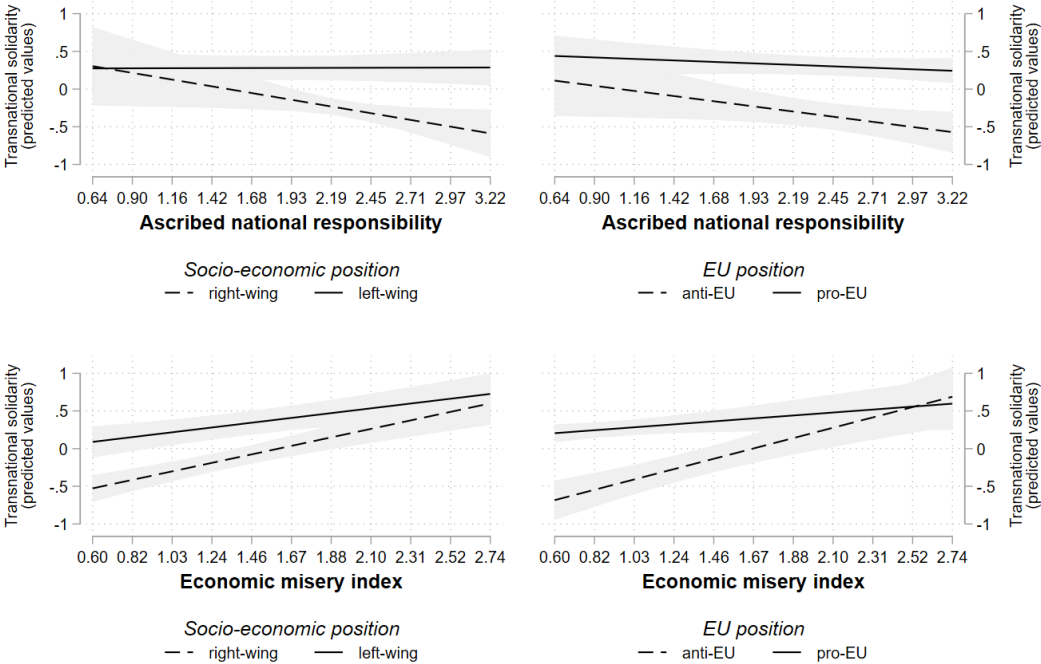 Transnational solidarity
(predicted values)
1
.5
0
-.5
-1
0.64 0.90 1.16 1.42 1.68 1.93 2.19 2.45 2.71 2.97 3.22
Ascribed national responsibility
Socio-economic position
right-wing left-wing
Transnational solidarity
(predicted values)
1
.5
0
-.5
-1
0.64 0.90 1.16 1.42 1.68 1.93 2.19 2.45 2.71 2.97 3.22
Ascribed national responsibility
EU position
anti-EU pro-EU
Transnational solidarity
(predicted values)
1
.5
0
-.5
-1
0.60 0.82 1.03 1.24 1.46 1.67 1.88 2.10 2.31 2.52 2.74
Economic misery index
Socio-economic position
right-wing left-wing
Transnational solidarity
(predicted values)
1
.5
0
-.5
-1
0.60 0.82 1.03 1.24 1.46 1.67 1.88 2.10 2.31 2.52 2.74
Economic misery index
EU position
anti-EU pro-EU